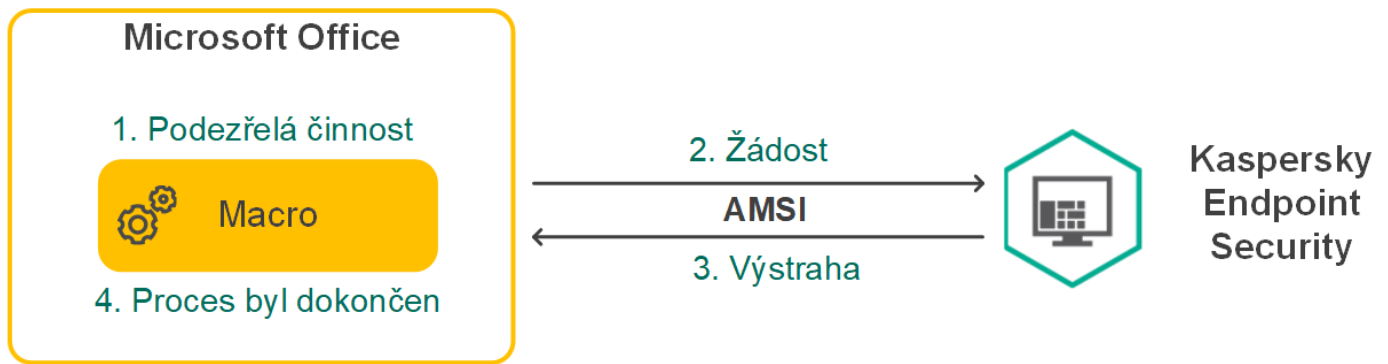 Microsoft Office
1. Podezřelá činnost
Macro
4. Proces byl dokončen
2. Žádost
AMSI
3. Výstraha
Kaspersky
Endpoint
Security